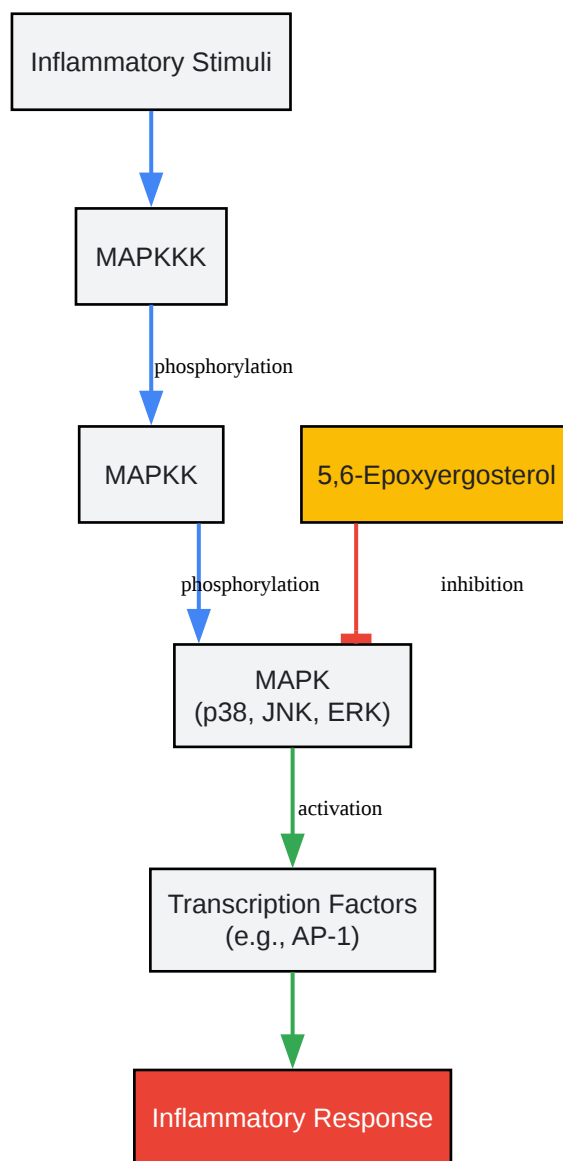 Inflammatory Stimuli
MAPKKK
phosphorylation
MAPKK
5,6-Epoxyergosterol
phosphorylation
inhibition
MAPK
(p38, JNK, ERK)
activation
Transcription Factors
(e.g., AP-1)
Inflammatory Response